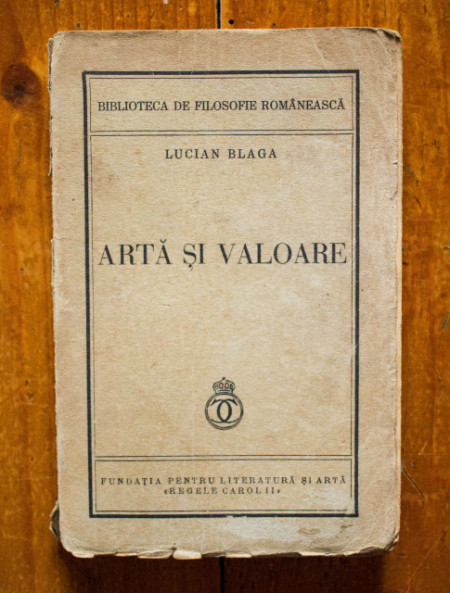 BIBLIOTECA DE FILOSOFIE ROMÂNEASCĂ
LUCIAN BLAGA
ARTĂ ȘI VALOARE
FUNDAȚIA PENTRU LITERATURĂ ȘI ARTĂ
«REGELE CAROL II»